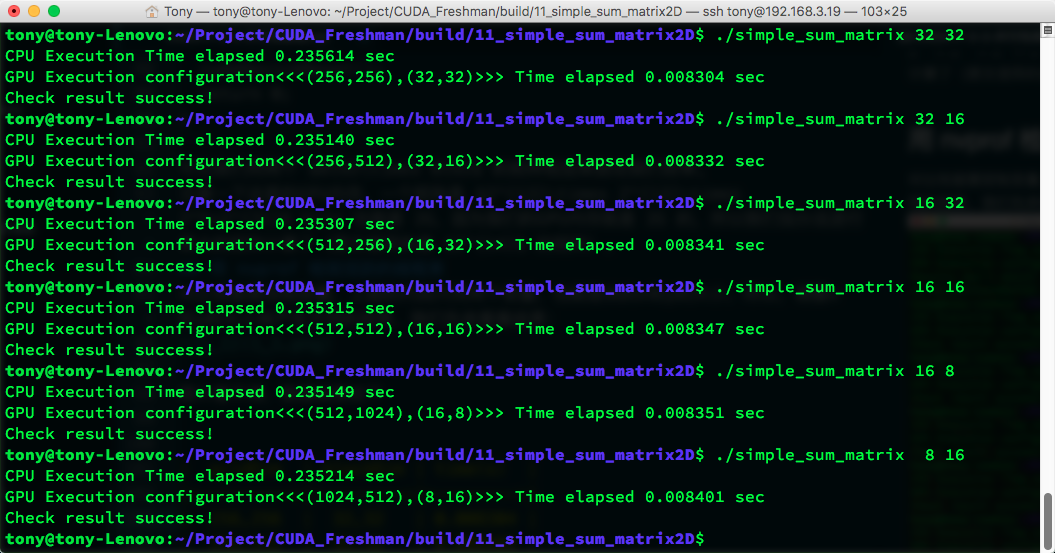 Tony — tony@tony-Lenovo: ~/Project/CUDA_Freshman/build/11_simple_sum_matrix2D — ssh tony@192.168.3.19 — 103×25
tony@tony-Lenovo:~/Project/CUDA_Freshman/build/11_simple_sum_matrix2D$ ./simple_sum_matrix 32 32
CPU Execution Time elapsed 0.235614 sec
GPU Execution configuration<<<(256,256),(32,32)>>> Time elapsed 0.008304 sec
Check result success!
tony@tony-Lenovo:~/Project/CUDA_Freshman/build/11_simple_sum_matrix2D$ ./simple_sum_matrix 32 16
CPU Execution Time elapsed 0.235140 sec
GPU Execution configuration<<<(256,512),(32,16)>>> Time elapsed 0.008332 sec
Check result success!
tony@tony-Lenovo:~/Project/CUDA_Freshman/build/11_simple_sum_matrix2D$ ./simple_sum_matrix 16 32
CPU Execution Time elapsed 0.235307 sec
GPU Execution configuration<<<(512,256),(16,32)>>> Time elapsed 0.008341 sec
Check result success!
tony@tony-Lenovo:~/Project/CUDA_Freshman/build/11_simple_sum_matrix2D$ ./simple_sum_matrix 16 16
CPU Execution Time elapsed 0.235315 sec
GPU Execution configuration<<<(512,512),(16,16)>>> Time elapsed 0.008347 sec
Check result success!
tony@tony-Lenovo:~/Project/CUDA_Freshman/build/11_simple_sum_matrix2D$ ./simple_sum_matrix 16 8
CPU Execution Time elapsed 0.235149 sec
GPU Execution configuration<<<(512,1024),(16,8)>>> Time elapsed 0.008351 sec
Check result success!
tony@tony-Lenovo:~/Project/CUDA_Freshman/build/11_simple_sum_matrix2D$ ./simple_sum_matrix  8 16
CPU Execution Time elapsed 0.235214 sec
GPU Execution configuration<<<(1024,512),(8,16)>>> Time elapsed 0.008401 sec
Check result success!
tony@tony-Lenovo:~/Project/CUDA_Freshman/build/11_simple_sum_matrix2D$